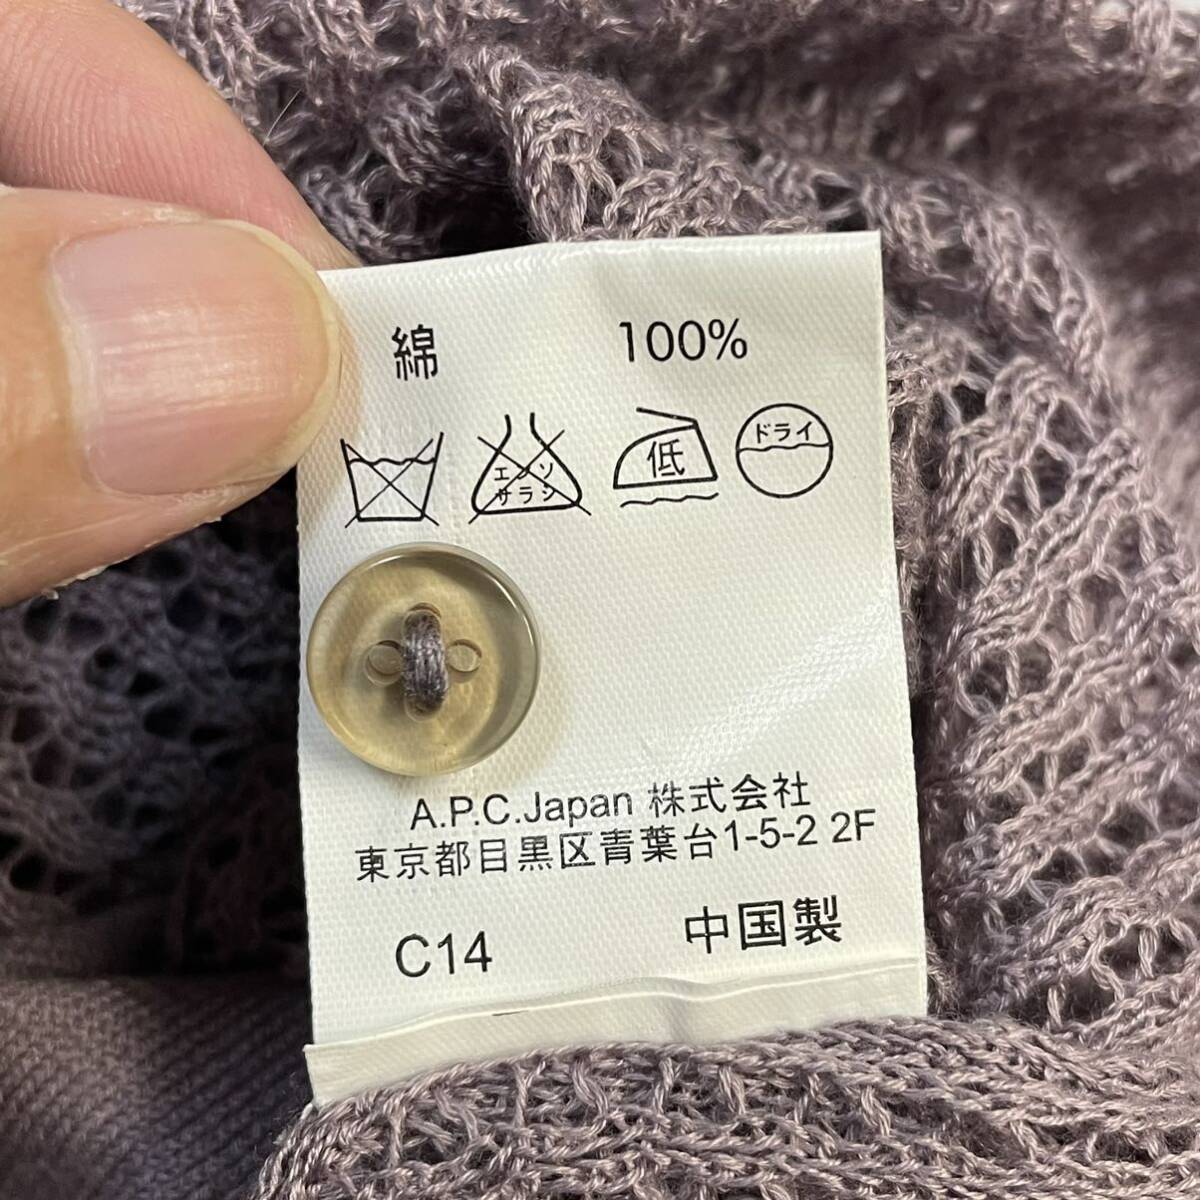 綿 100%
エンソ サラシ 低 ドライ
A.P.C.Japan 株式会社
東京都目黒区青葉台1-5-2 2F
C14 中国製